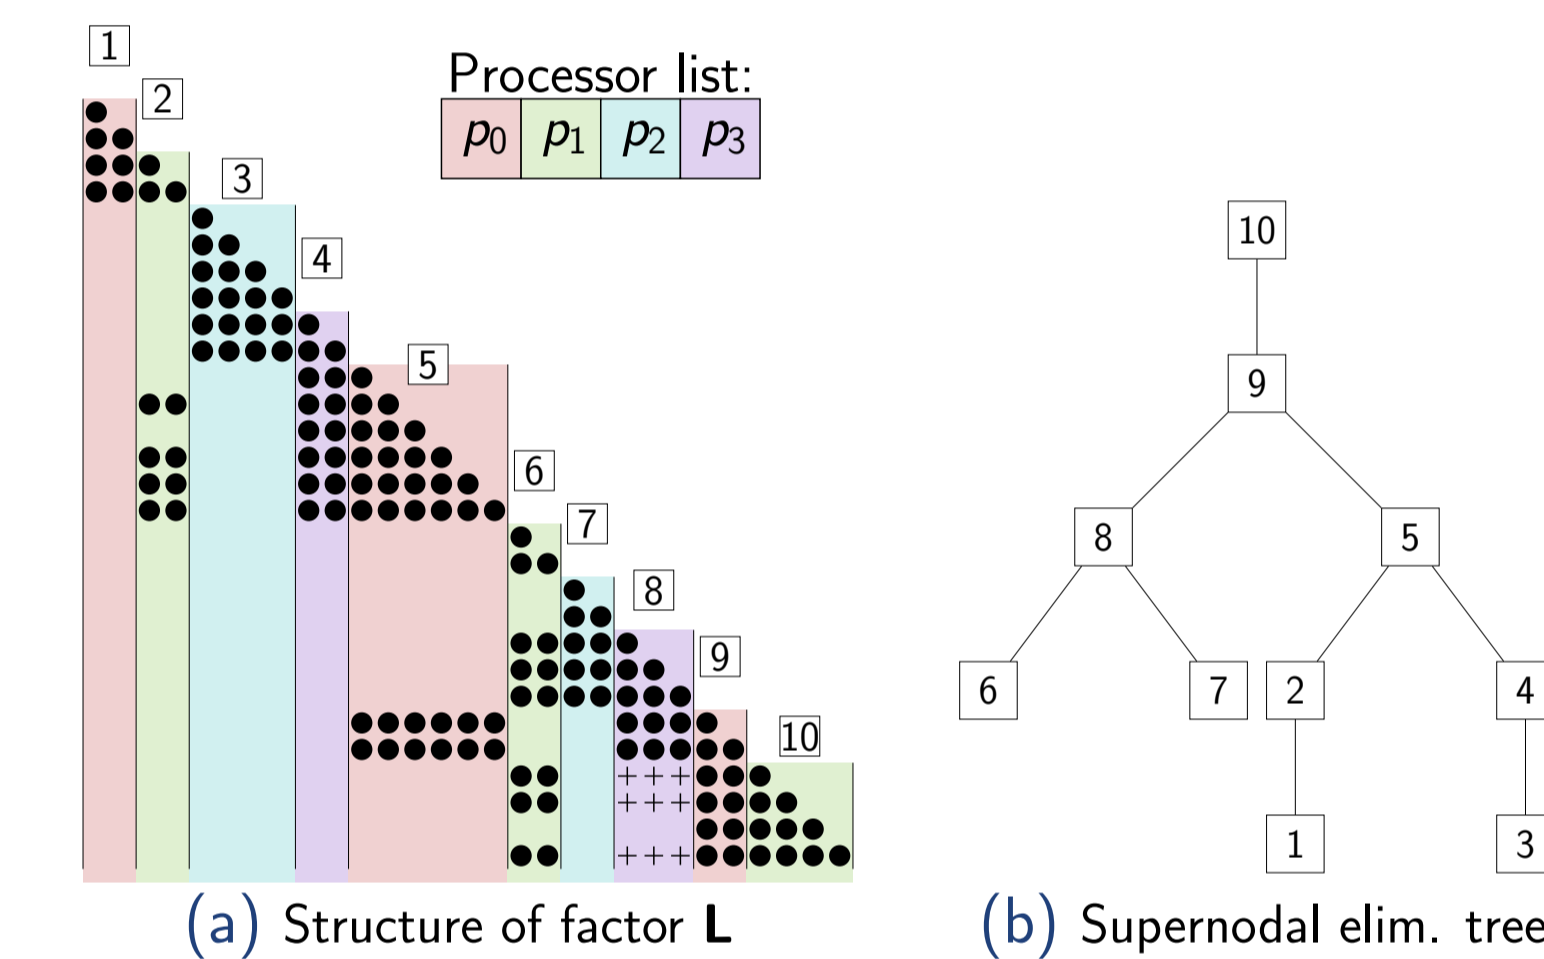 1
2
3
4
5
6
7
8
9
10
Processor list:
p0 p1 p2 p3
+ + +
+ + +
+ + +
(a) Structure of factor L
10
9
8 5
6 7 2 4
1 3
(b) Supernodal elim. tree